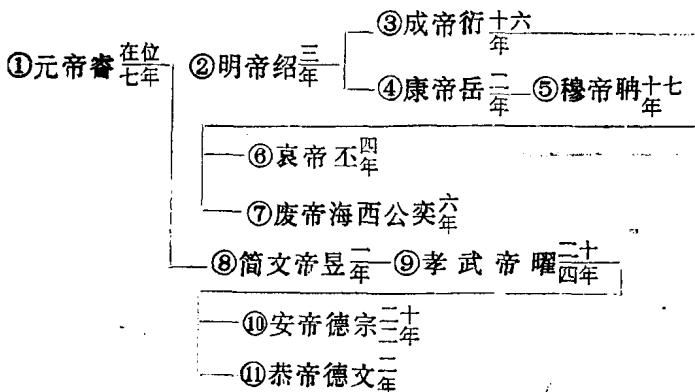 ③成帝衍十六年
①元帝睿在位七年 ②明帝绍三年
④康帝岳二年 ⑤穆帝聃十七年
⑥哀帝丕四年
⑦废帝海西公奕六年
⑧简文帝昱一年 ⑨孝武帝曜二十四年
⑩安帝德宗二十二年
⑪恭帝德文二年